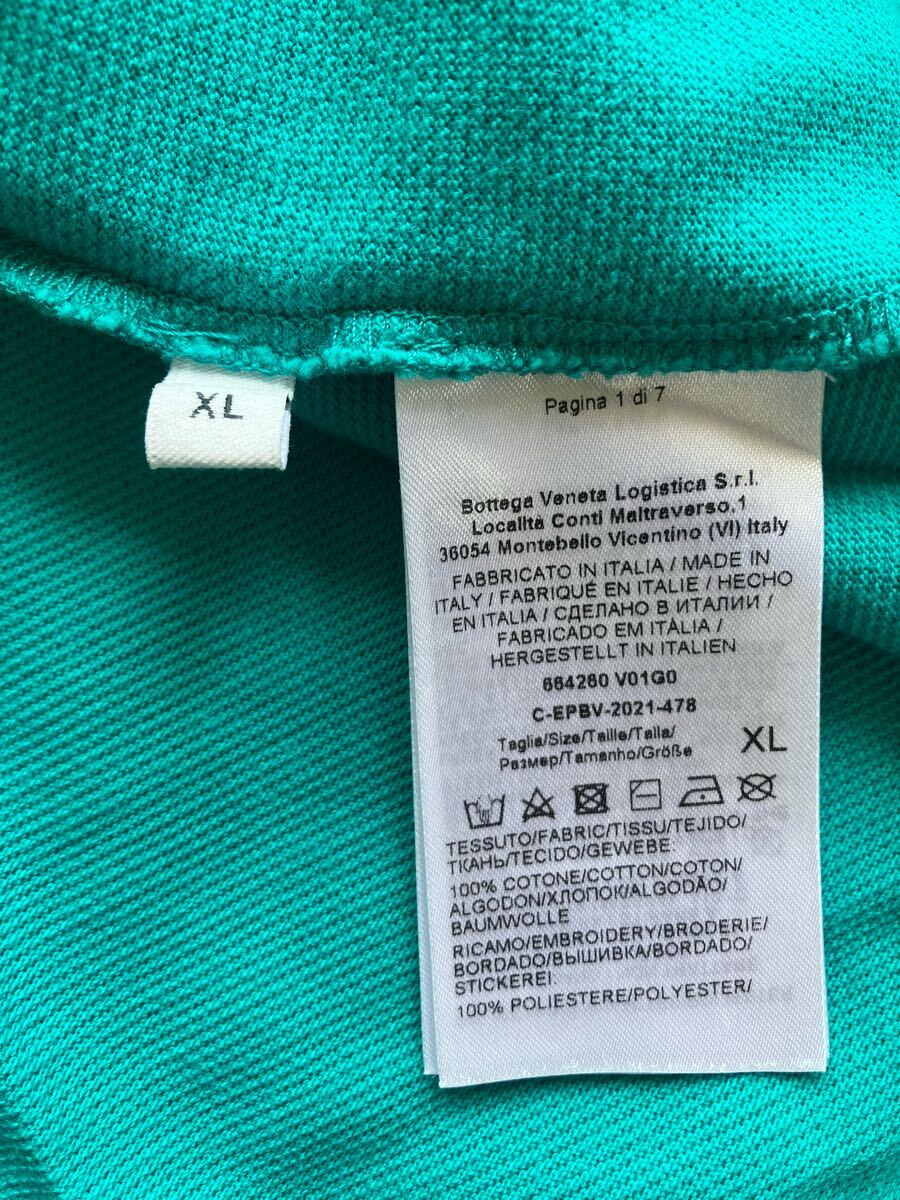 XL
Pagina 1 di 7
Bottega Veneta Logistica S.r.l.
Località Conti Maltraverso,1
36054 Montebello Vicentino (VI) Italy
FABBRICATO IN ITALIA / MADE IN
ITALY / FABRIQUÉ EN ITALIE / HECHO
EN ITALIA / СДЕЛАНО В ИТАЛИИ /
FABRICADO EM ITÀLIA /
HERGESTELLT IN ITALIEN
664260 V01G0
C-EPBV-2021-478
Taglia/Size/Taille/Talla/
Размер/Tamanho/Größe
XL
TESSUTO/FABRIC/TISSU/TEJIDO/
ТКАНЬ/TECIDO/GEWEBE:
100% COTONE/COTTON/COTON/
ALGODON/ХЛОПОК/ALGODÃO/
BAUMWOLLE
RICAMO/EMBROIDERY/BRODERIE/
BORDADO/ВЫШИВКА/BORDADO/
STICKEREI:
100% POLIESTERE/POLYESTER/